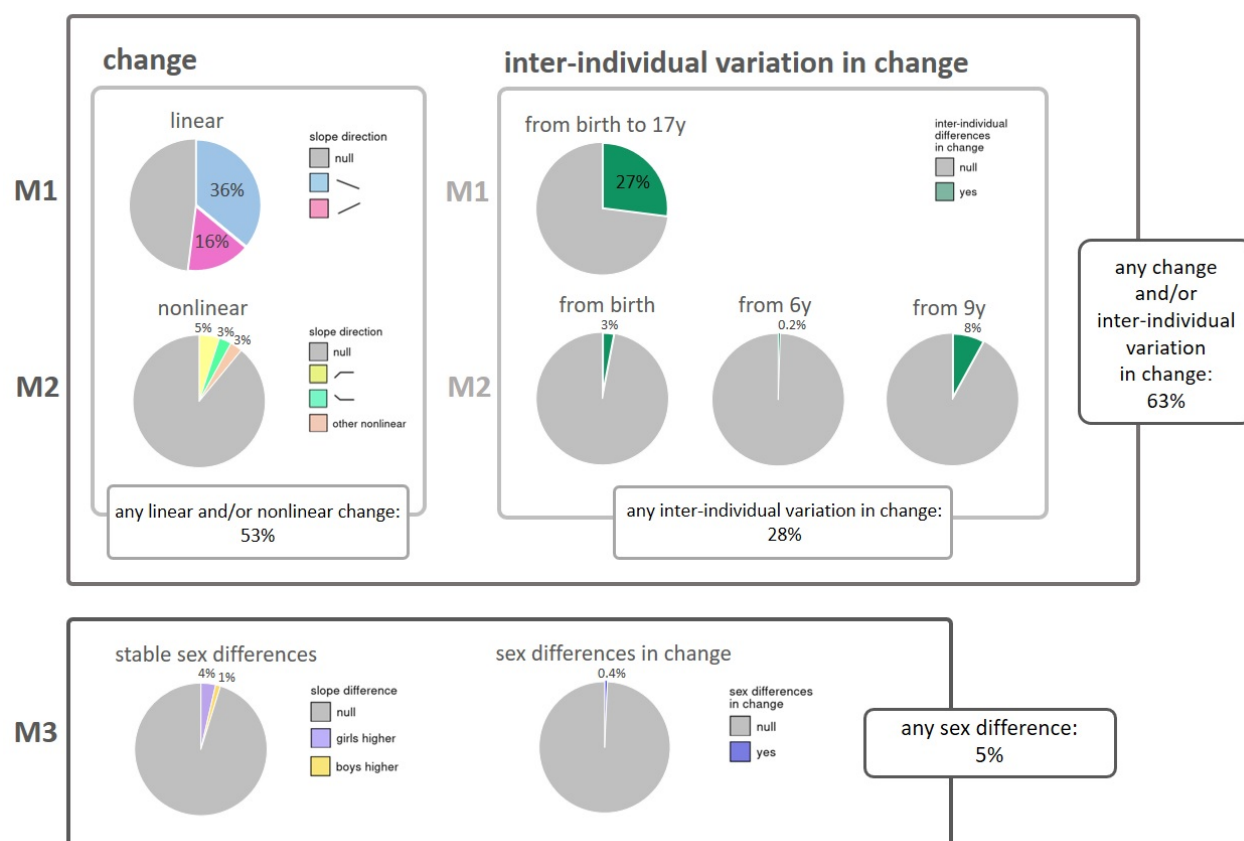 change
inter-individual variation in change
linear
slope direction
null
36%
16%
M1
from birth to 17y
27%
inter-individual
differences
in change
null
yes
M1
nonlinear
5%
3%
3%
slope direction
null
other nonlinear
M2
from birth
3%
from 6y
0.2%
from 9y
8%
M2
any linear and/or nonlinear change:
53%
any inter-individual variation in change:
28%
any change
and/or
inter-individual
variation
in change:
63%
stable sex differences
4%
1%
slope difference
null
girls higher
boys higher
M3
sex differences in change
0.4%
sex differences
in change
null
yes
any sex difference:
5%